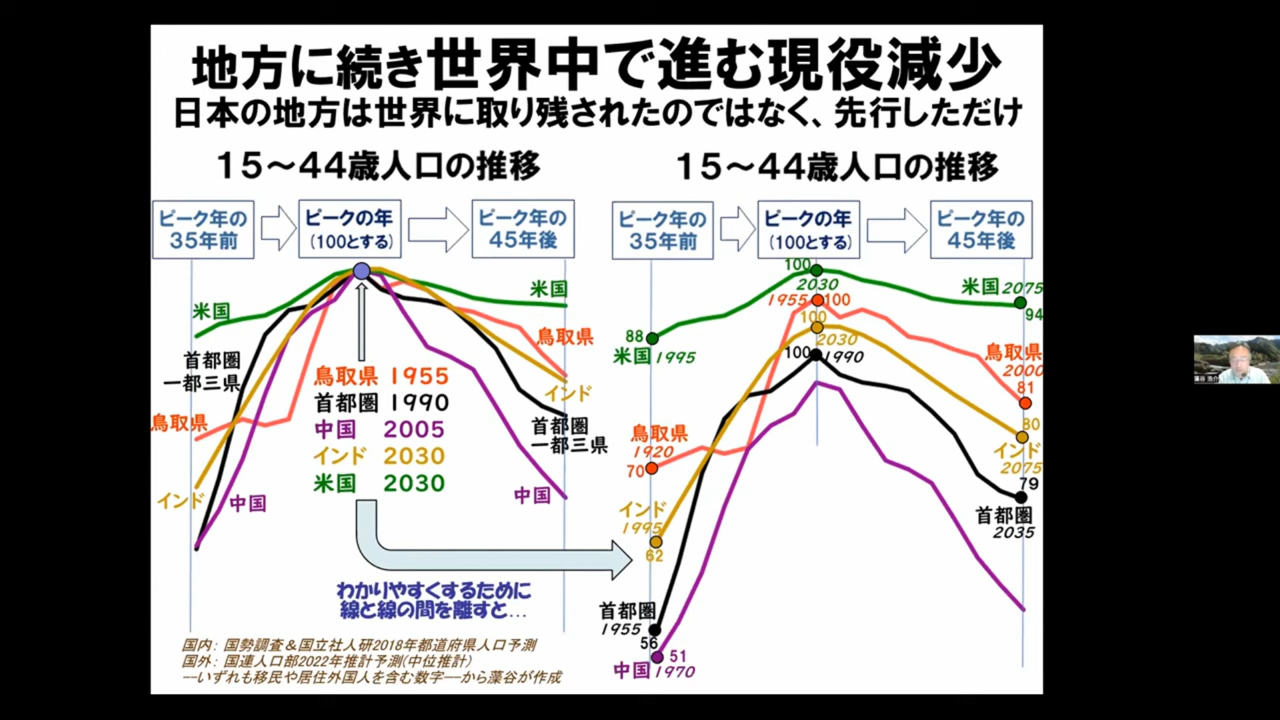 地方に続き世界中で進む現役減少
日本の地方は世界に取り残されたのではなく、先行しただけ
15～44歳人口の推移
ピーク年の
35年前
ピークの年
(100とする)
ピーク年の
45年後
米国
首都圏
一都三県
鳥取県
インド
中国
米国
鳥取県
インド
首都圏
一都三県
中国
鳥取県 1955
首都圏 1990
中国 2005
インド 2030
米国 2030
わかりやすくするために
線と線の間を離すと…
国内： 国勢調査＆国立社人研2018年都道府県人口予測
国外： 国連人口部2022年推計予測(中位推計)
──いずれも移民や居住外国人を含む数字──から藻谷が作成
15～44歳人口の推移
ピーク年の
35年前
ピークの年
(100とする)
ピーク年の
45年後
100
2030
1955 100
100
2030
100 1990
米国 2075
94
88
米国 1995
鳥取県
2000
81
鳥取県
1920
70
80
インド
2075
79
首都圏
2035
インド
1995
62
首都圏
1955
56
51
中国 1970
藻谷 浩介